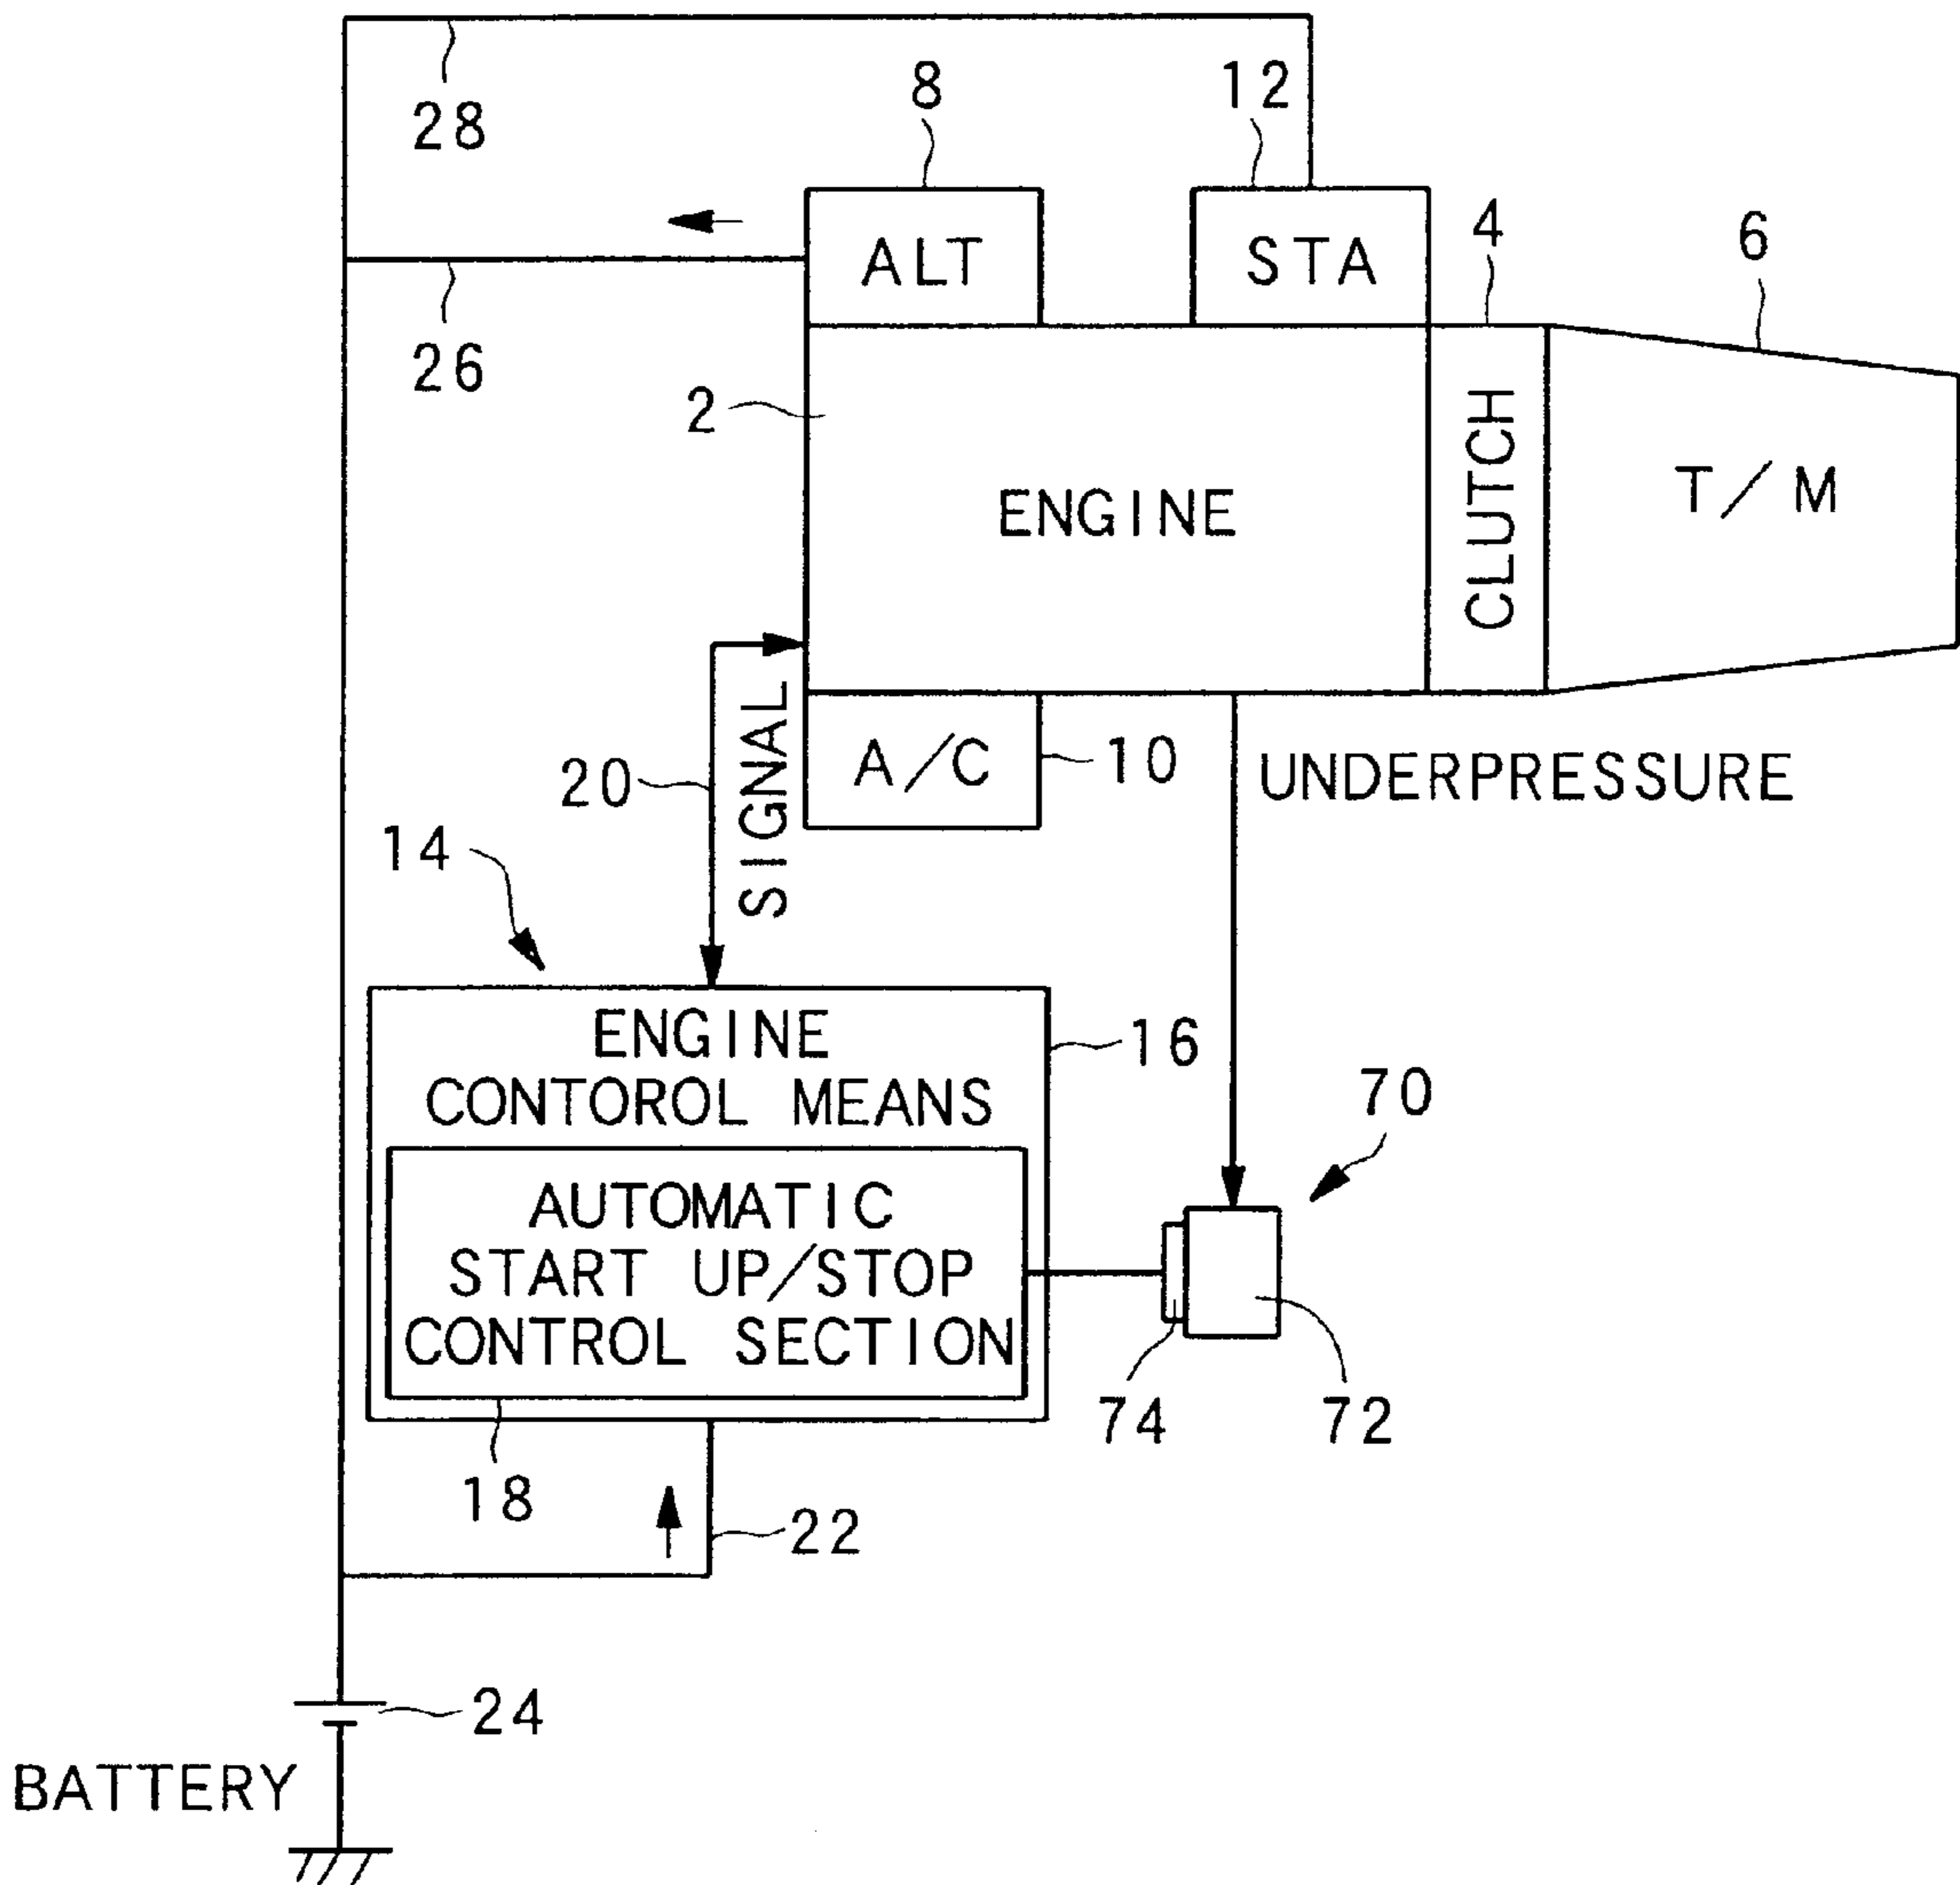 28
8
12
4
6
ALT
STA
26
2
ENGINE
CLUTCH
T/M
SIGNAL
20
A/C
10
UNDERPRESSURE
14
ENGINE
CONTOROL MEANS
16
70
AUTOMATIC
START UP/STOP
CONTROL SECTION
74
72
18
22
24
BATTERY